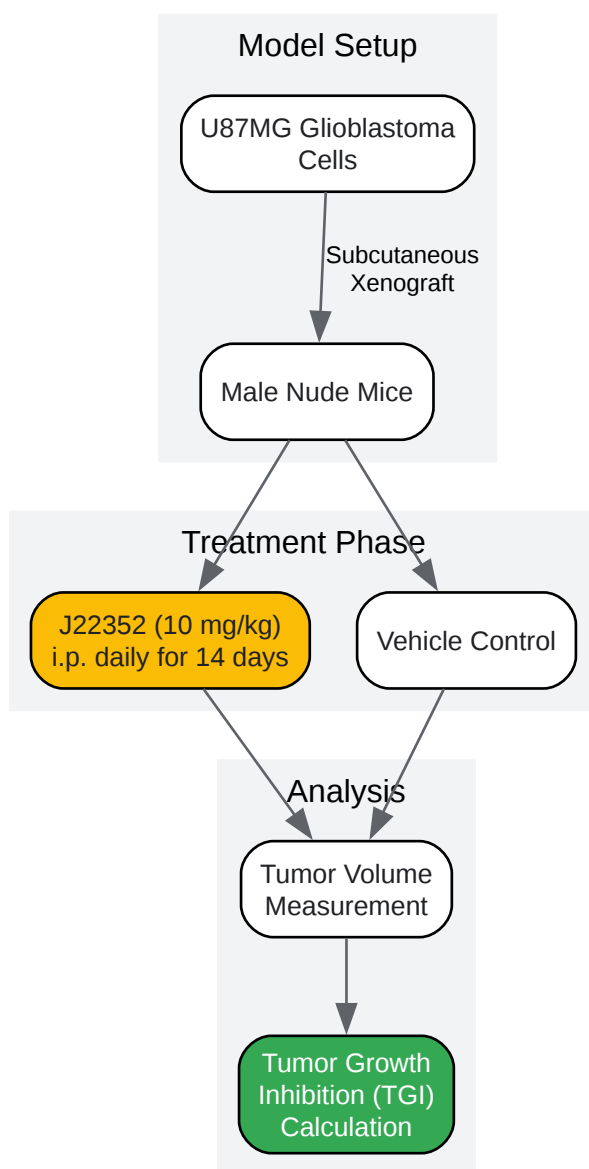 Model Setup
U87MG Glioblastoma
Cells
Subcutaneous
Xenograft
Male Nude Mice
Treatment Phase
J22352 (10 mg/kg)
i.p. daily for 14 days
Vehicle Control
Analysis
Tumor Volume
Measurement
Tumor Growth
Inhibition (TGI)
Calculation